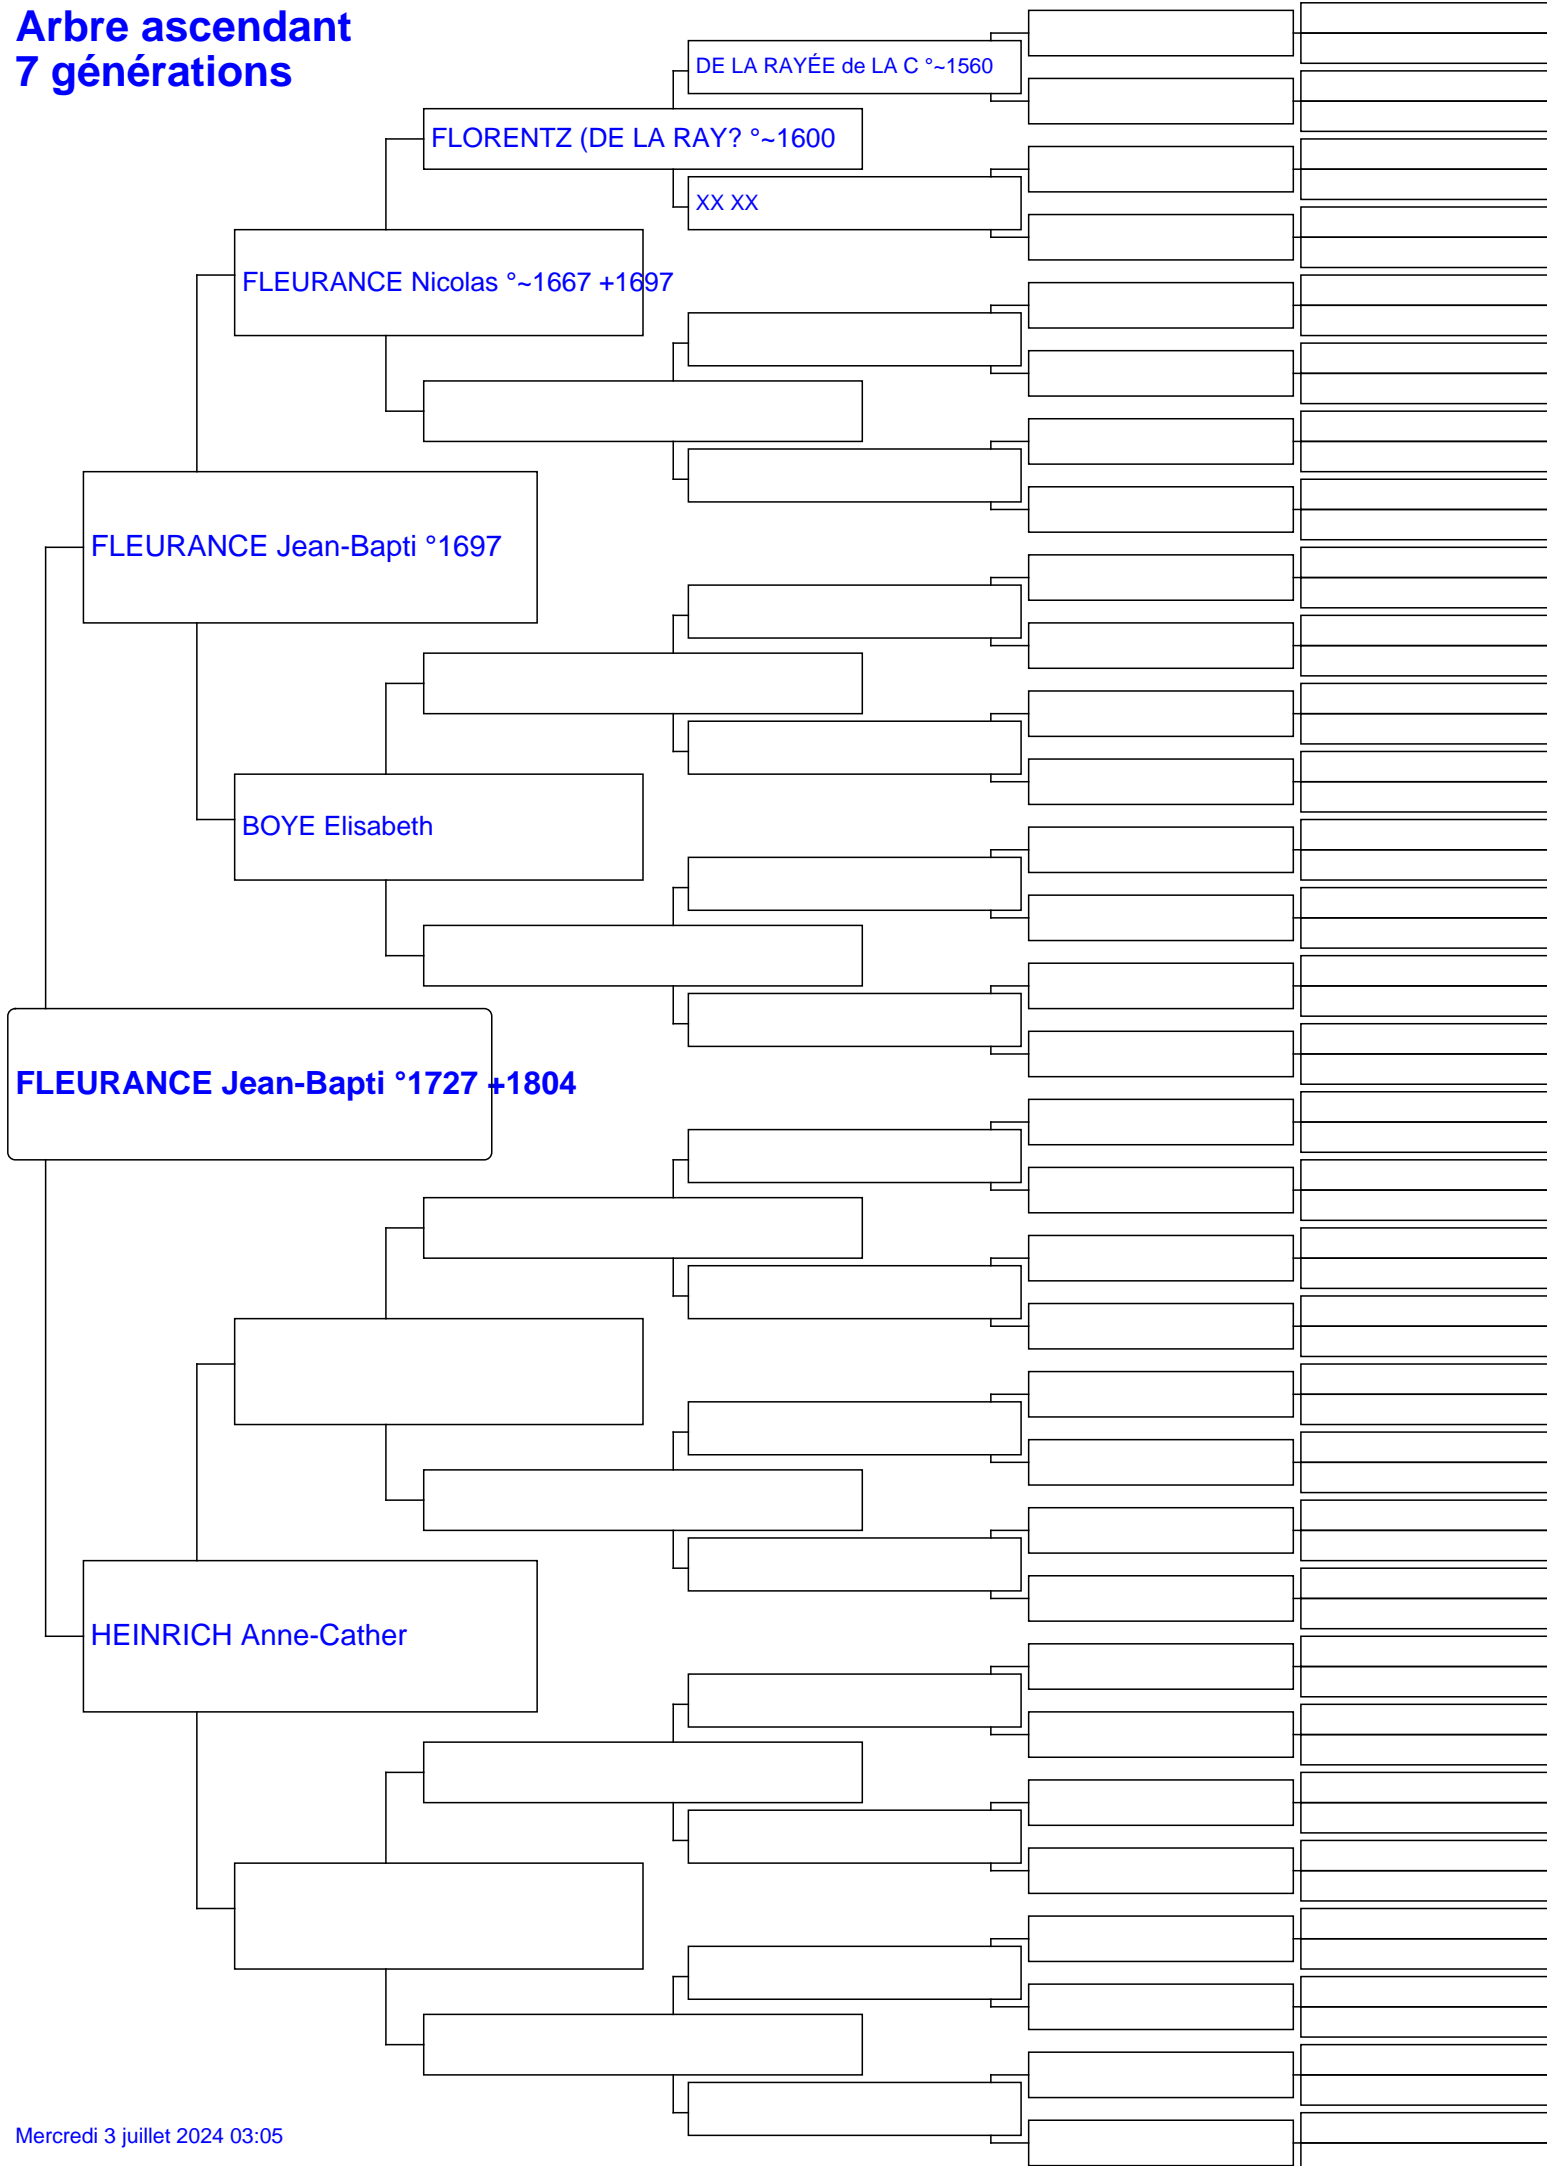 Arbre ascendant
7 générations
DE LA RAYÉE de LA C °~1560
FLORENTZ (DE LA RAY? °~1600
XX XX
FLEURANCE Nicolas °~1667 +1697
FLEURANCE Jean-Bapti °1697
BOYE Elisabeth
FLEURANCE Jean-Bapti °1727 +1804
HEINRICH Anne-Cather
Mercredi 3 juillet 2024 03:05